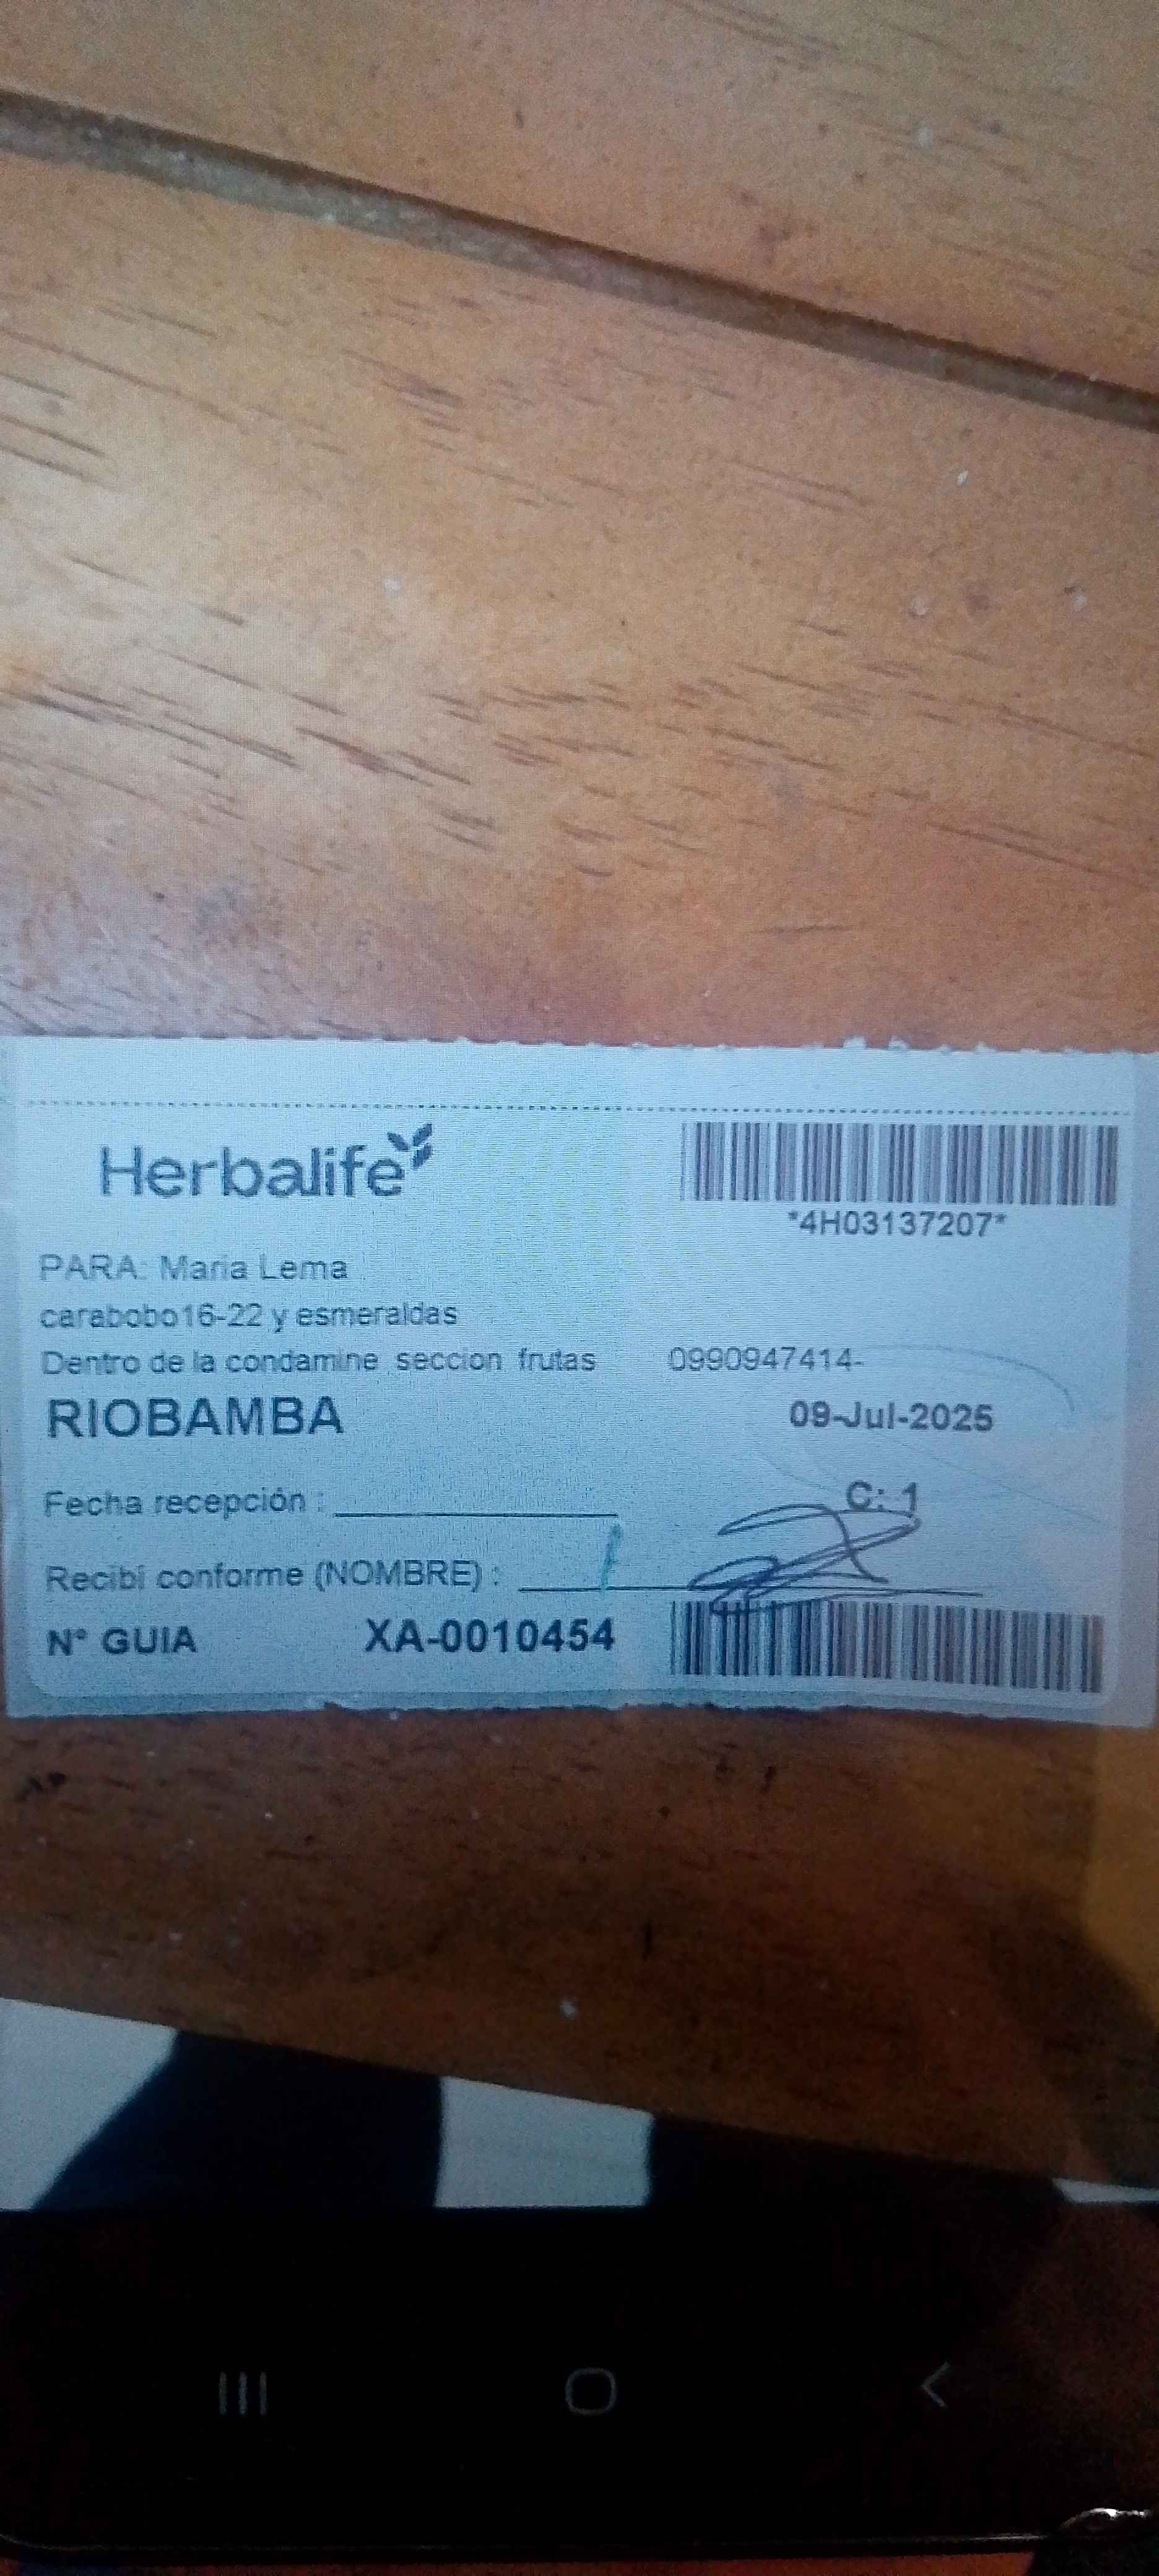 Herbalife
*4H03137207*
PARA: Maria Lema
carabobo16-22 y esmeraldas
Dentro de la condamine seccion frutas 0990947414-
RIOBAMBA 09-Jul-2025
Fecha recepción : C: 1
Recibí conforme (NOMBRE) :
N° GUIA XA-0010454